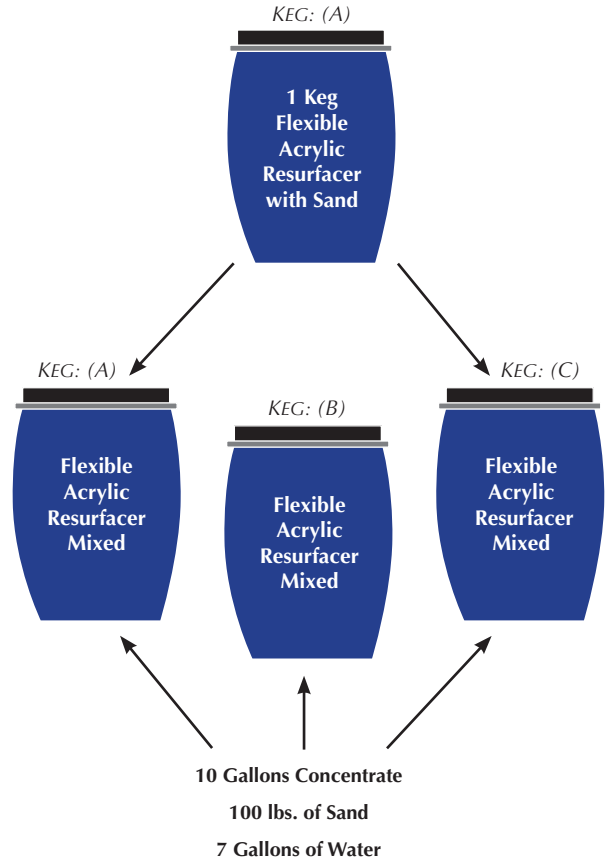 KEG: (A)
1 Keg
Flexible
Acrylic
Resurfacer
with Sand
KEG: (A)
Flexible
Acrylic
Resurfacer
Mixed
KEG: (B)
Flexible
Acrylic
Resurfacer
Mixed
KEG: (C)
Flexible
Acrylic
Resurfacer
Mixed
10 Gallons Concentrate
100 lbs. of Sand
7 Gallons of Water